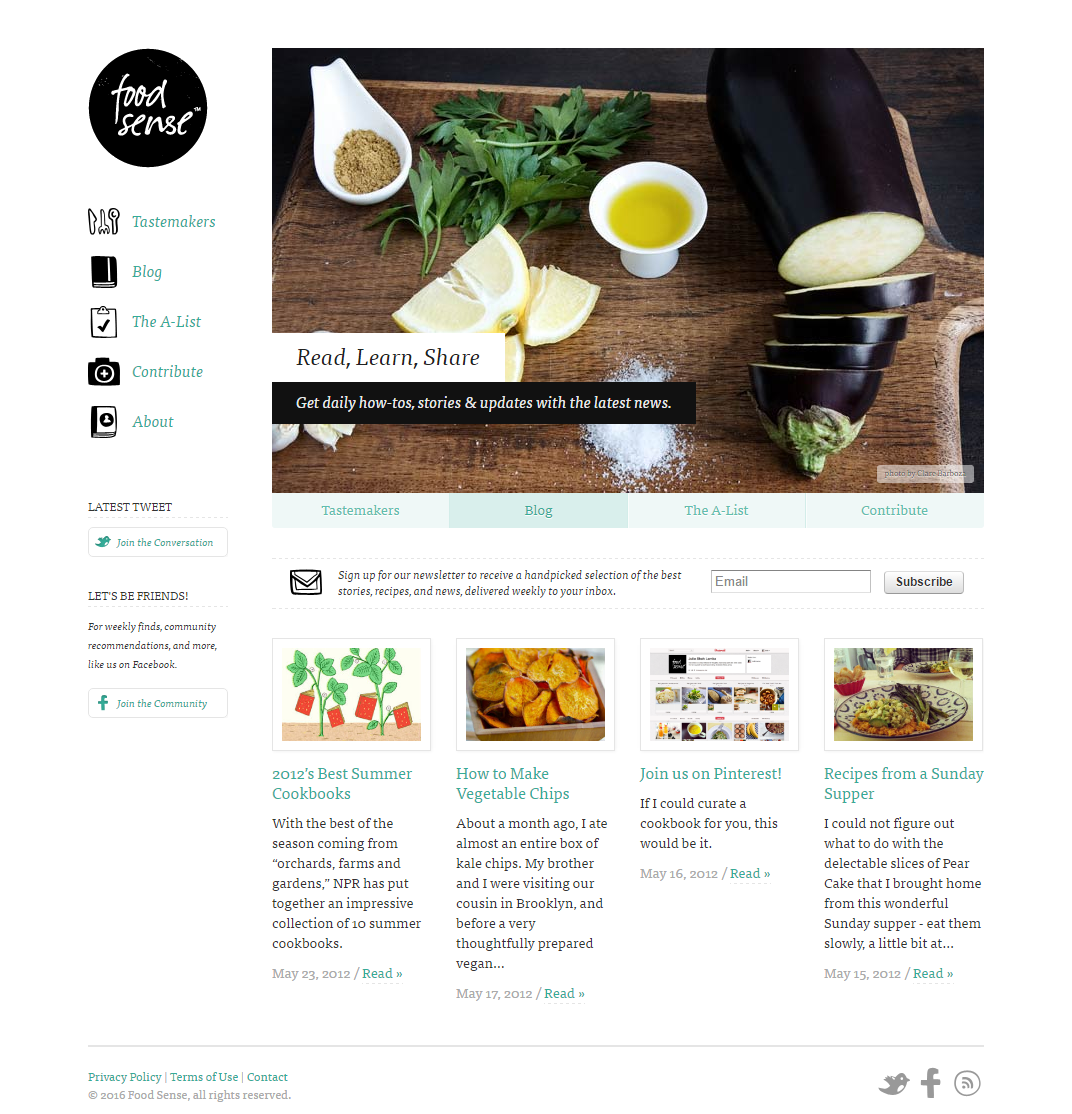 food
sense™
Tastemakers
Blog
The A-List
Contribute
About
LATEST TWEET
Join the Conversation
LET'S BE FRIENDS!
For weekly finds, community
recommendations, and more,
like us on Facebook.
Join the Community
Read, Learn, Share
Get daily how-tos, stories & updates with the latest news.
photo by Clare Barboza
Tastemakers
Blog
The A-List
Contribute
Sign up for our newsletter to receive a handpicked selection of the best
stories, recipes, and news, delivered weekly to your inbox.
Email
Subscribe
2012's Best Summer
Cookbooks
With the best of the
season coming from
“orchards, farms and
gardens,” NPR has put
together an impressive
collection of 10 summer
cookbooks.
May 23, 2012 / Read »
How to Make
Vegetable Chips
About a month ago, I ate
almost an entire box of
kale chips. My brother
and I were visiting our
cousin in Brooklyn, and
before a very
thoughtfully prepared
vegan...
May 17, 2012 / Read »
Join us on Pinterest!
If I could curate a
cookbook for you, this
would be it.
May 16, 2012 / Read »
Recipes from a Sunday
Supper
I could not figure out
what to do with the
delectable slices of Pear
Cake that I brought home
from this wonderful
Sunday supper - eat them
slowly, a little bit at...
May 15, 2012 / Read »
Privacy Policy | Terms of Use | Contact
© 2016 Food Sense, all rights reserved.